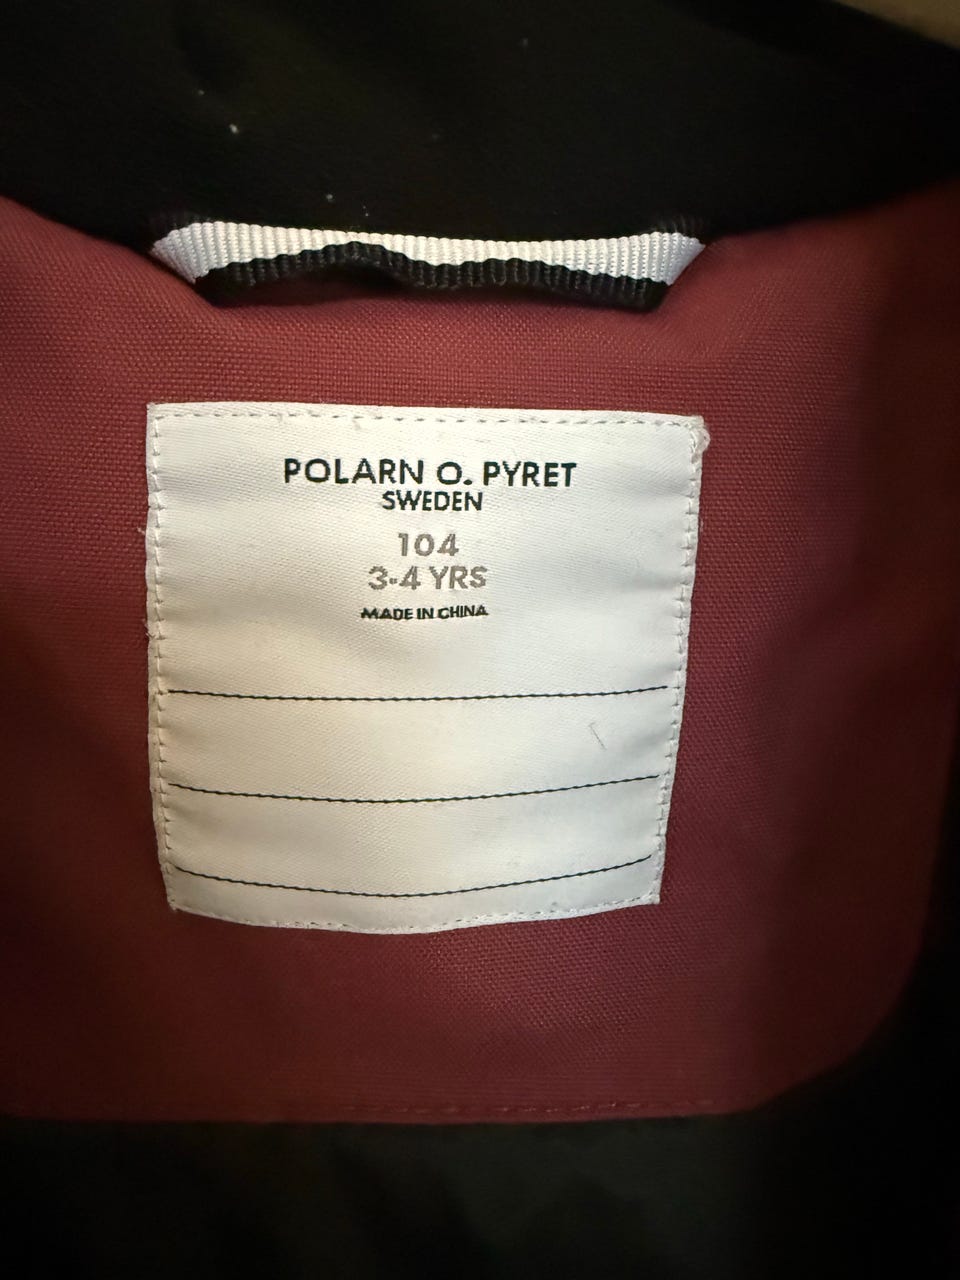 POLARN O. PYRET
SWEDEN
104
3-4 YRS
MADE IN CHINA